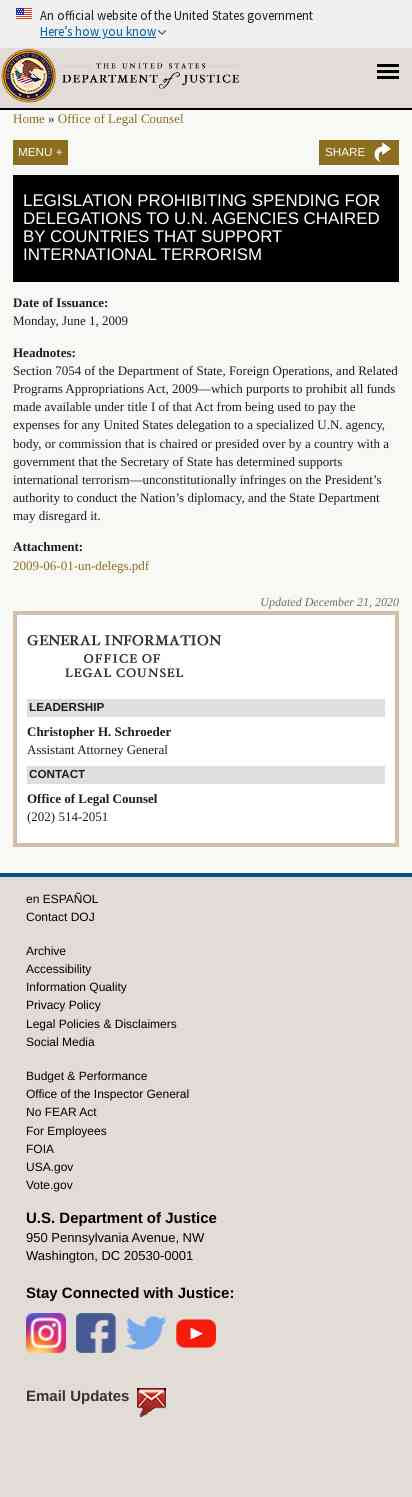 An official website of the United States government
Here's how you know
THE UNITED STATES
DEPARTMENT of JUSTICE
Home » Office of Legal Counsel
MENU +
SHARE
LEGISLATION PROHIBITING SPENDING FOR
DELEGATIONS TO U.N. AGENCIES CHAIRED
BY COUNTRIES THAT SUPPORT
INTERNATIONAL TERRORISM
Date of Issuance:
Monday, June 1, 2009
Headnotes:
Section 7054 of the Department of State, Foreign Operations, and Related
Programs Appropriations Act, 2009—which purports to prohibit all funds
made available under title I of that Act from being used to pay the
expenses for any United States delegation to a specialized U.N. agency,
body, or commission that is chaired or presided over by a country with a
government that the Secretary of State has determined supports
international terrorism—unconstitutionally infringes on the President's
authority to conduct the Nation's diplomacy, and the State Department
may disregard it.
Attachment:
2009-06-01-un-delegs.pdf
Updated December 21, 2020
GENERAL INFORMATION
OFFICE OF
LEGAL COUNSEL
LEADERSHIP
Christopher H. Schroeder
Assistant Attorney General
CONTACT
Office of Legal Counsel
(202) 514-2051
en ESPAÑOL
Contact DOJ
Archive
Accessibility
Information Quality
Privacy Policy
Legal Policies & Disclaimers
Social Media
Budget & Performance
Office of the Inspector General
No FEAR Act
For Employees
FOIA
USA.gov
Vote.gov
U.S. Department of Justice
950 Pennsylvania Avenue, NW
Washington, DC 20530-0001
Stay Connected with Justice:
Email Updates